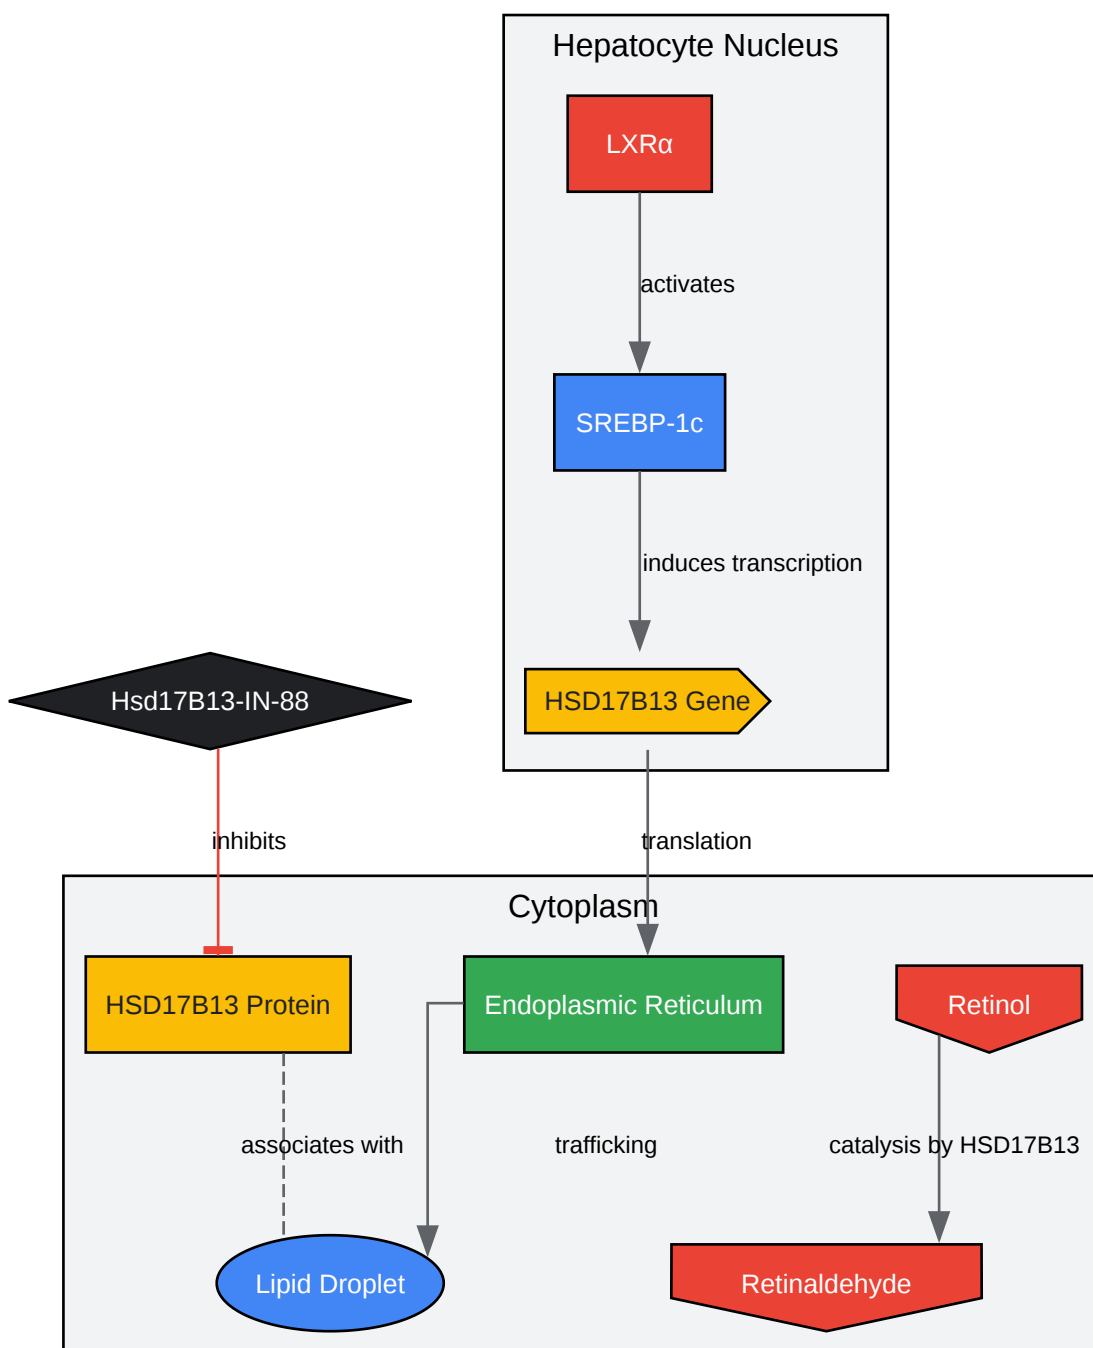 Hepatocyte Nucleus
LXRα
activates
SREBP-1c
induces transcription
Hsd17B13-IN-88
HSD17B13 Gene
inhibits
translation
Cytoplasm
HSD17B13 Protein
Endoplasmic Reticulum
Retinol
associates with
trafficking
catalysis by HSD17B13
Lipid Droplet
Retinaldehyde